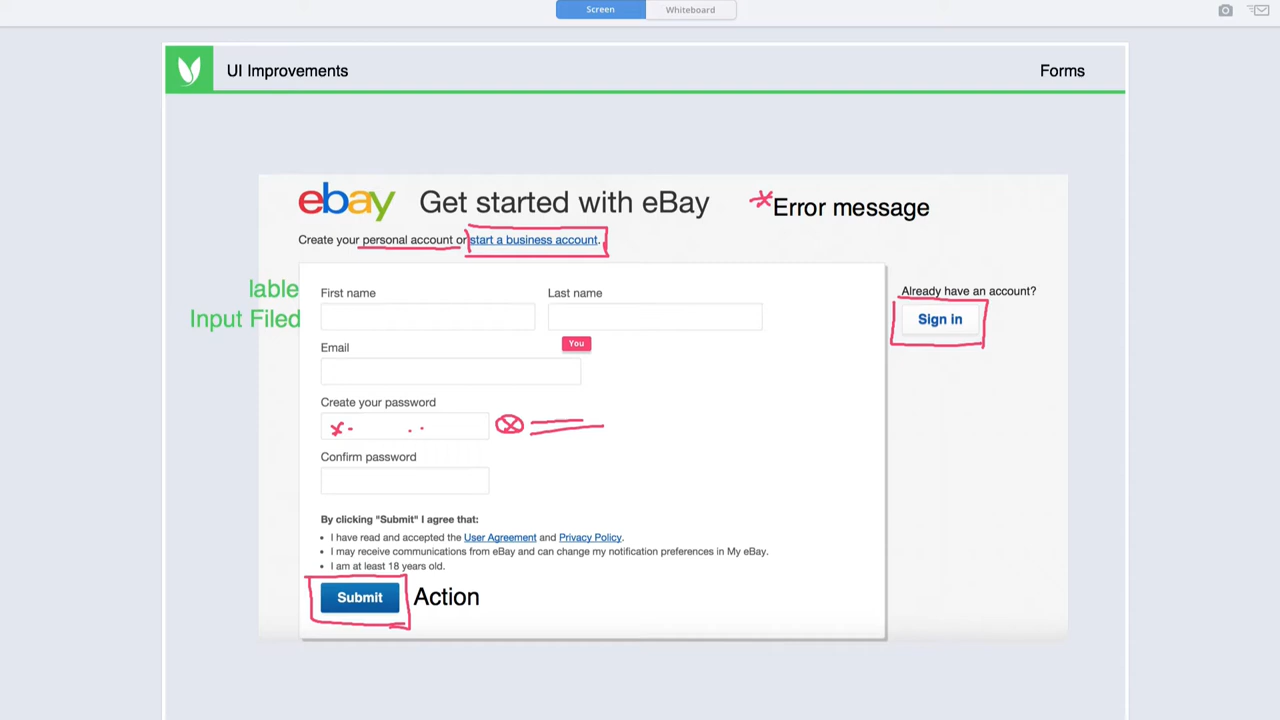 Screen Whiteboard
UI Improvements Forms
ebay Get started with eBay *Error message
Create your personal account or start a business account.
lable First name Last name Already have an account?
Input Filed Sign in
Email You
Create your password
Confirm password
By clicking "Submit" I agree that:
• I have read and accepted the User Agreement and Privacy Policy.
• I may receive communications from eBay and can change my notification preferences in My eBay.
• I am at least 18 years old.
Submit Action